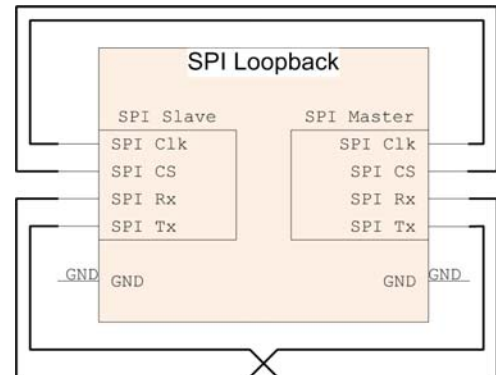 SPI Loopback
SPI Slave
SPI Clk
SPI CS
SPI Rx
SPI Tx
GND
GND
SPI Master
SPI Clk
SPI CS
SPI Rx
SPI Tx
GND
GND